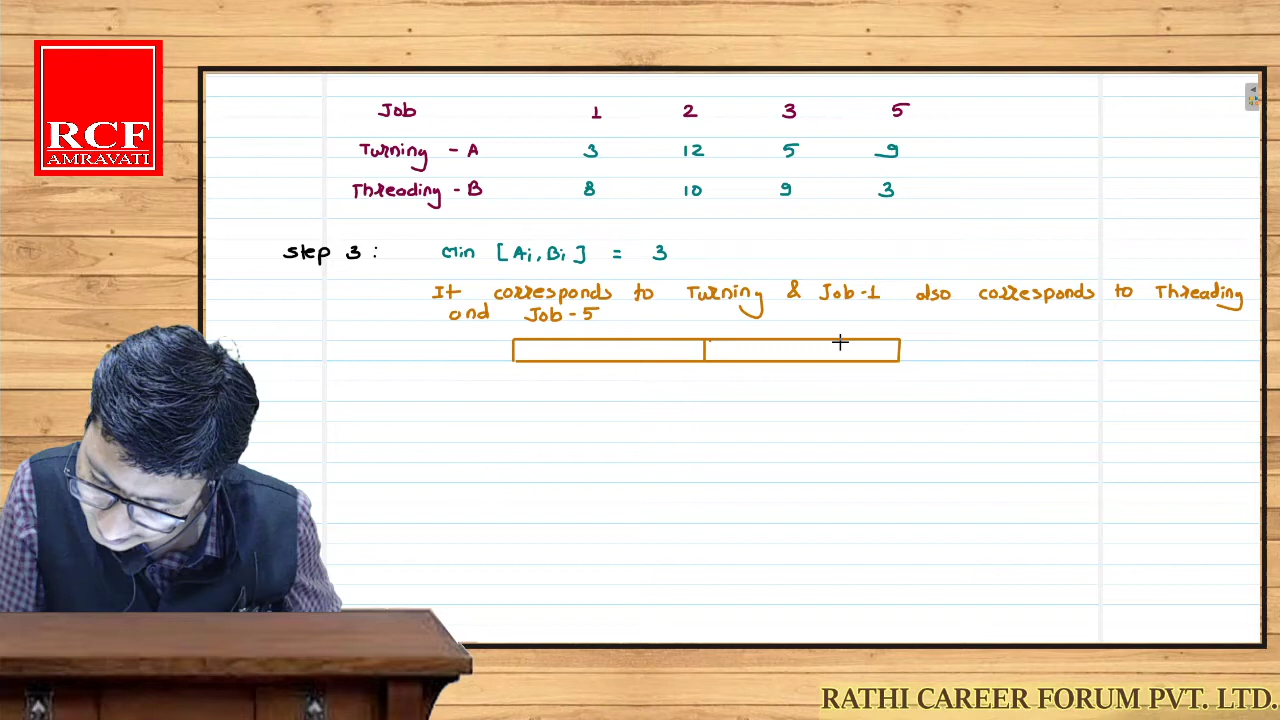 RCF
AMRAVATI
Job 1 2 3 5
Turning - A 3 12 5 9
Threading - B 8 10 9 3
Step 3 : Min [Ai, Bi] = 3
It corresponds to Turning & Job-1 also corresponds to Threading
and Job-5
RATHI CAREER FORUM PVT. LTD.